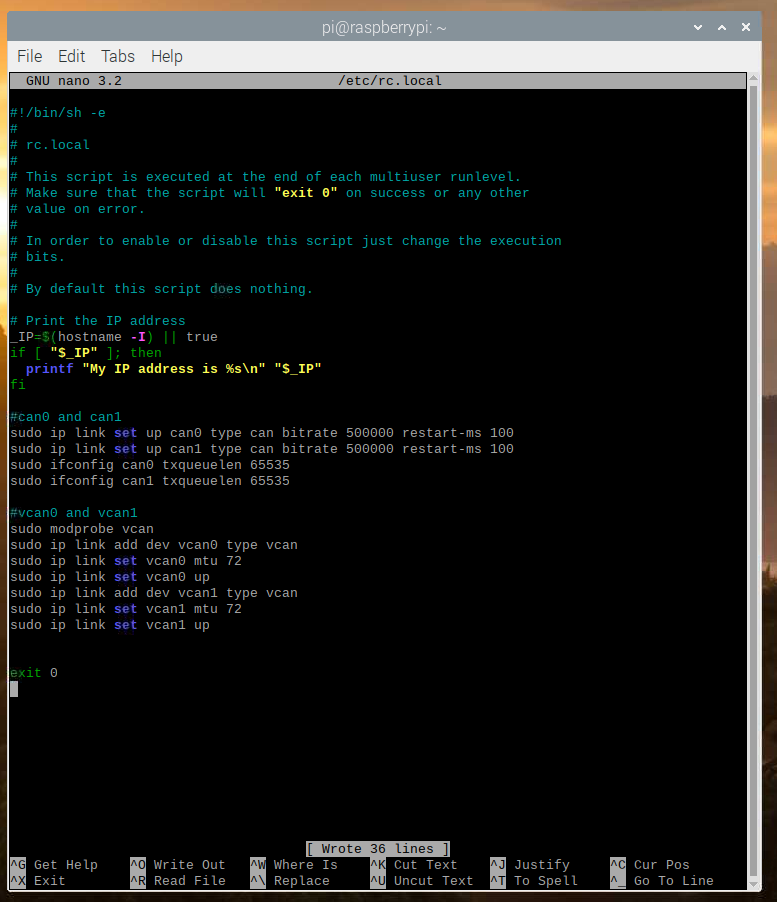 pi@raspberrypi: ~
File Edit Tabs Help
GNU nano 3.2 /etc/rc.local
#!/bin/sh -e
#
# rc.local
#
# This script is executed at the end of each multiuser runlevel.
# Make sure that the script will "exit 0" on success or any other
# value on error.
#
# In order to enable or disable this script just change the execution
# bits.
#
# By default this script does nothing.
# Print the IP address
_IP=$(hostname -I) || true
if [ "$_IP" ]; then
  printf "My IP address is %s\n" "$_IP"
fi
#can0 and can1
sudo ip link set up can0 type can bitrate 500000 restart-ms 100
sudo ip link set up can1 type can bitrate 500000 restart-ms 100
sudo ifconfig can0 txqueuelen 65535
sudo ifconfig can1 txqueuelen 65535
#vcan0 and vcan1
sudo modprobe vcan
sudo ip link add dev vcan0 type vcan
sudo ip link set vcan0 mtu 72
sudo ip link set vcan0 up
sudo ip link add dev vcan1 type vcan
sudo ip link set vcan1 mtu 72
sudo ip link set vcan1 up
exit 0
[ Wrote 36 lines ]
^G Get Help ^O Write Out ^W Where Is ^K Cut Text ^J Justify ^C Cur Pos
^X Exit ^R Read File ^\ Replace ^U Uncut Text ^T To Spell ^_ Go To Line